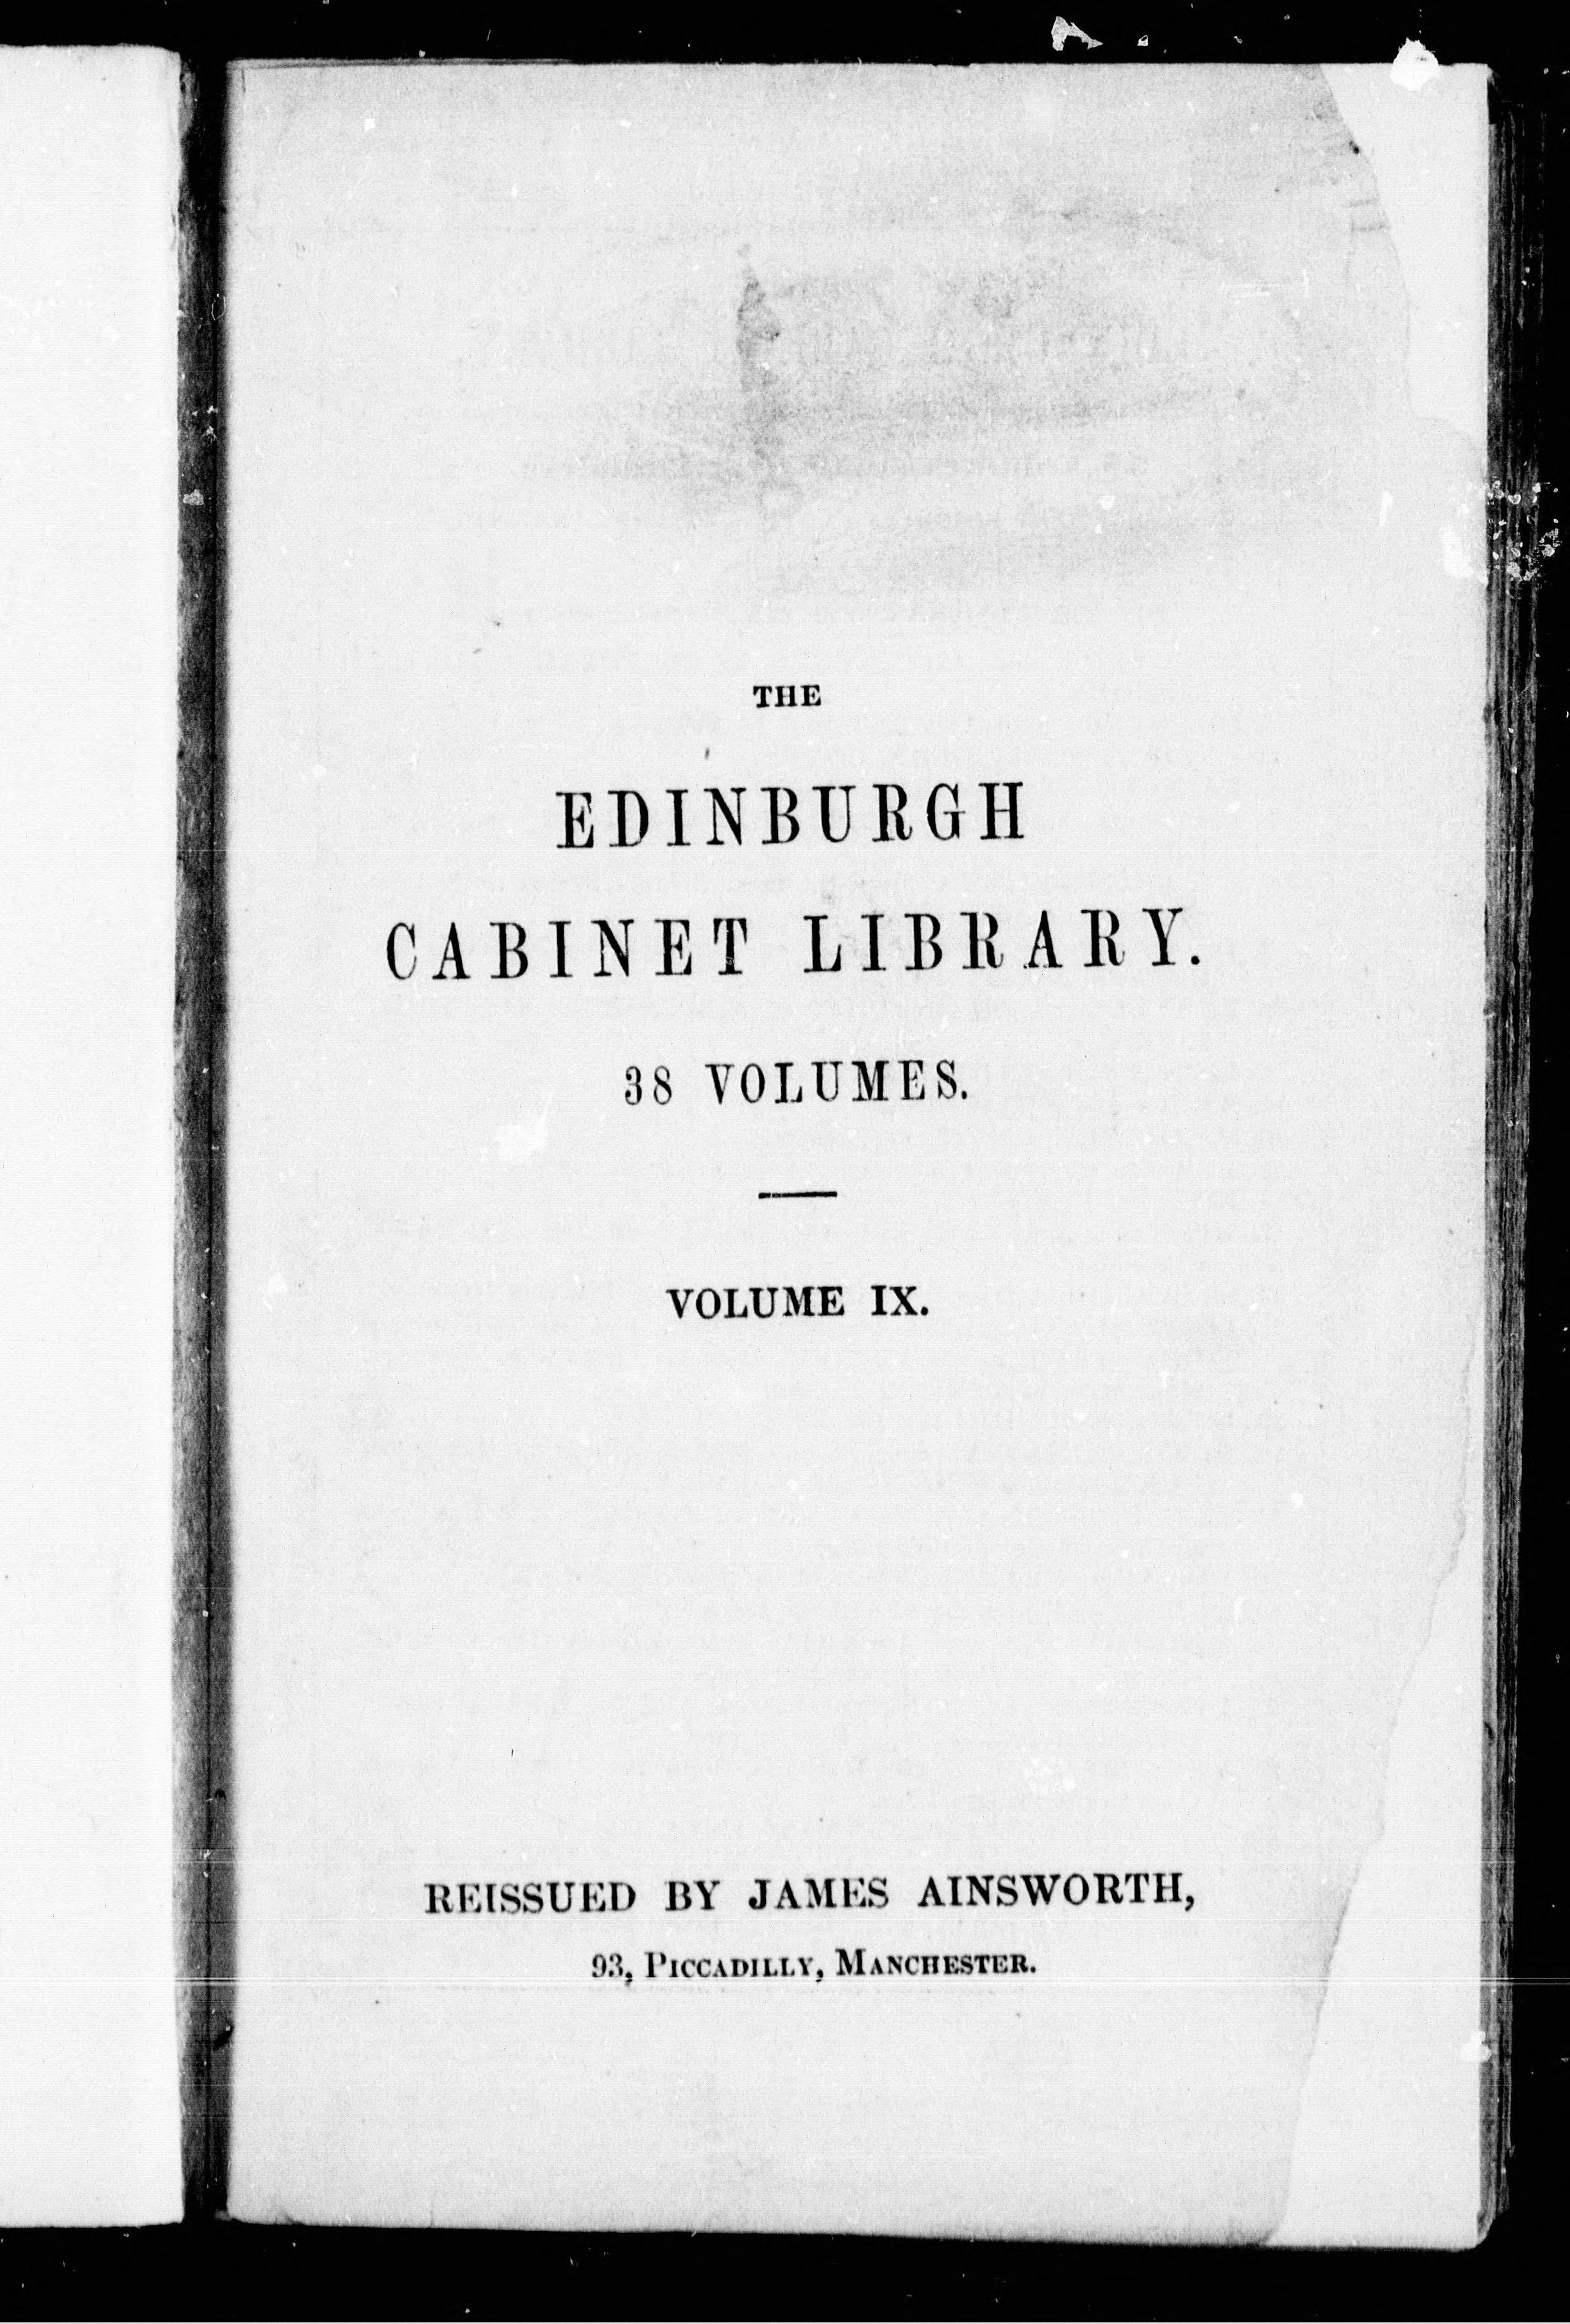 THE
EDINBURGH
CABINET LIBRARY.
38 VOLUMES.
VOLUME IX.
REISSUED BY JAMES AINSWORTH,
93, PICCADILLY, MANCHESTER.